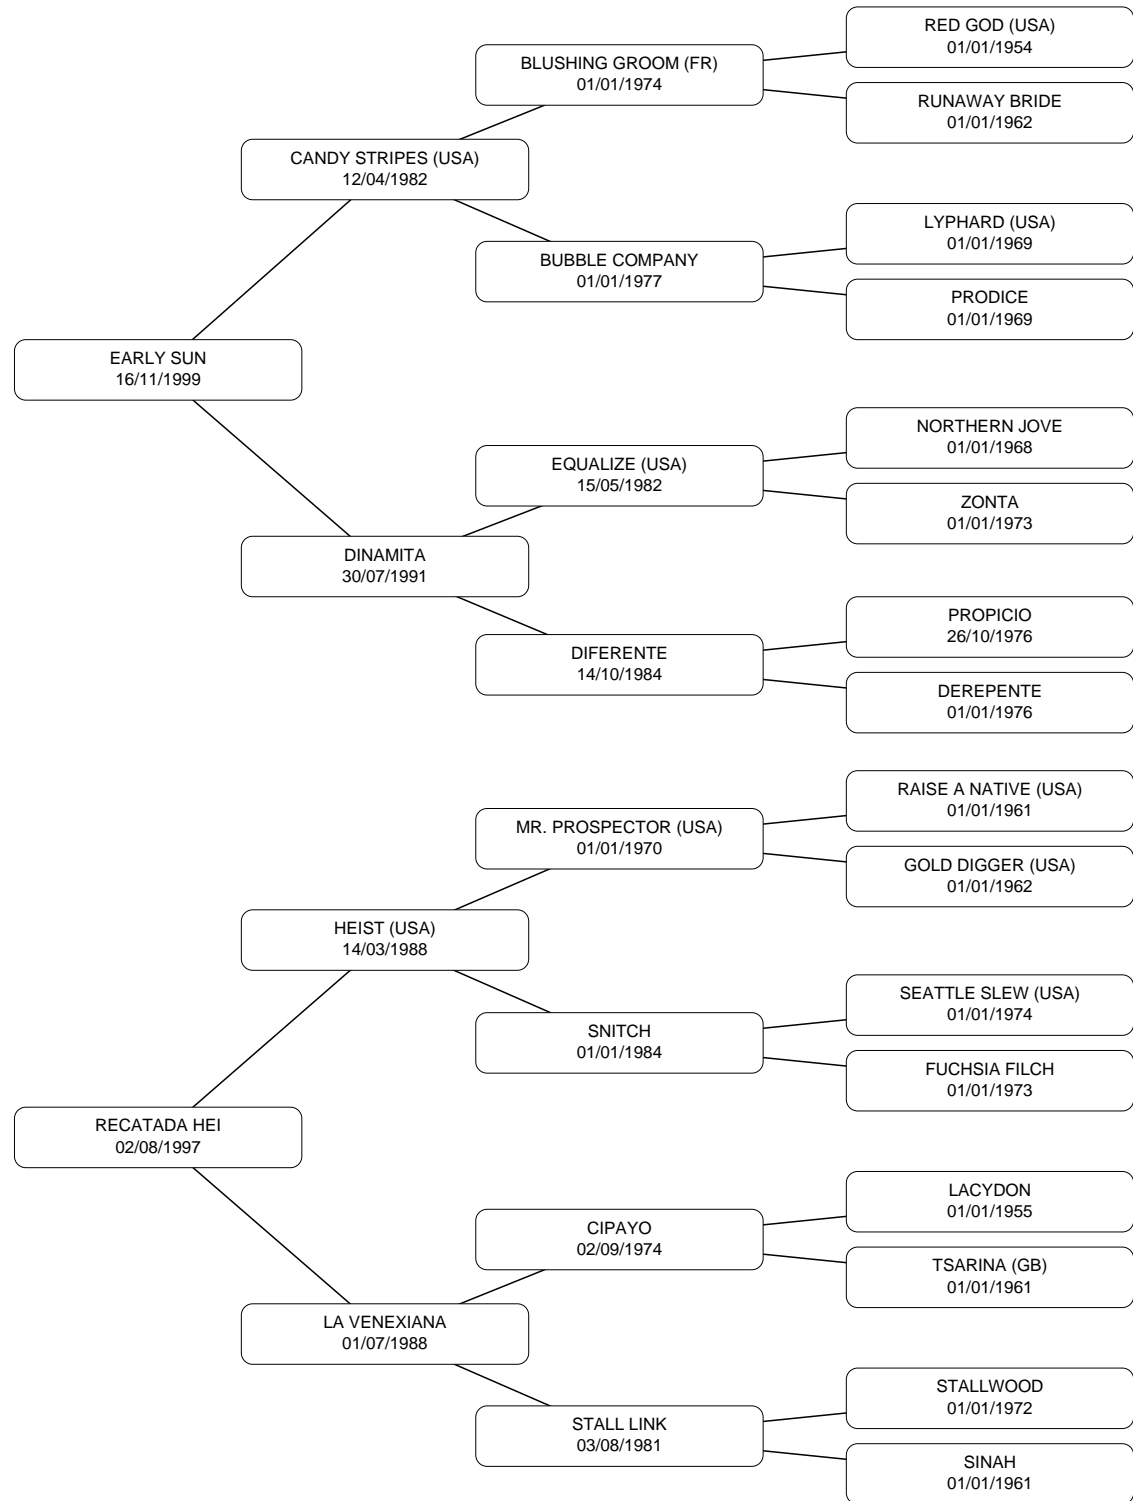 RED GOD (USA)
01/01/1954
BLUSHING GROOM (FR)
01/01/1974
RUNAWAY BRIDE
01/01/1962
CANDY STRIPES (USA)
12/04/1982
LYPHARD (USA)
01/01/1969
BUBBLE COMPANY
01/01/1977
PRODICE
01/01/1969
EARLY SUN
16/11/1999
NORTHERN JOVE
01/01/1968
EQUALIZE (USA)
15/05/1982
ZONTA
01/01/1973
DINAMITA
30/07/1991
PROPICIO
26/10/1976
DIFERENTE
14/10/1984
DEREPENTE
01/01/1976
RAISE A NATIVE (USA)
01/01/1961
MR. PROSPECTOR (USA)
01/01/1970
GOLD DIGGER (USA)
01/01/1962
HEIST (USA)
14/03/1988
SEATTLE SLEW (USA)
01/01/1974
SNITCH
01/01/1984
FUCHSIA FILCH
01/01/1973
RECATADA HEI
02/08/1997
LACYDON
01/01/1955
CIPAYO
02/09/1974
TSARINA (GB)
01/01/1961
LA VENEXIANA
01/07/1988
STALLWOOD
01/01/1972
STALL LINK
03/08/1981
SINAH
01/01/1961